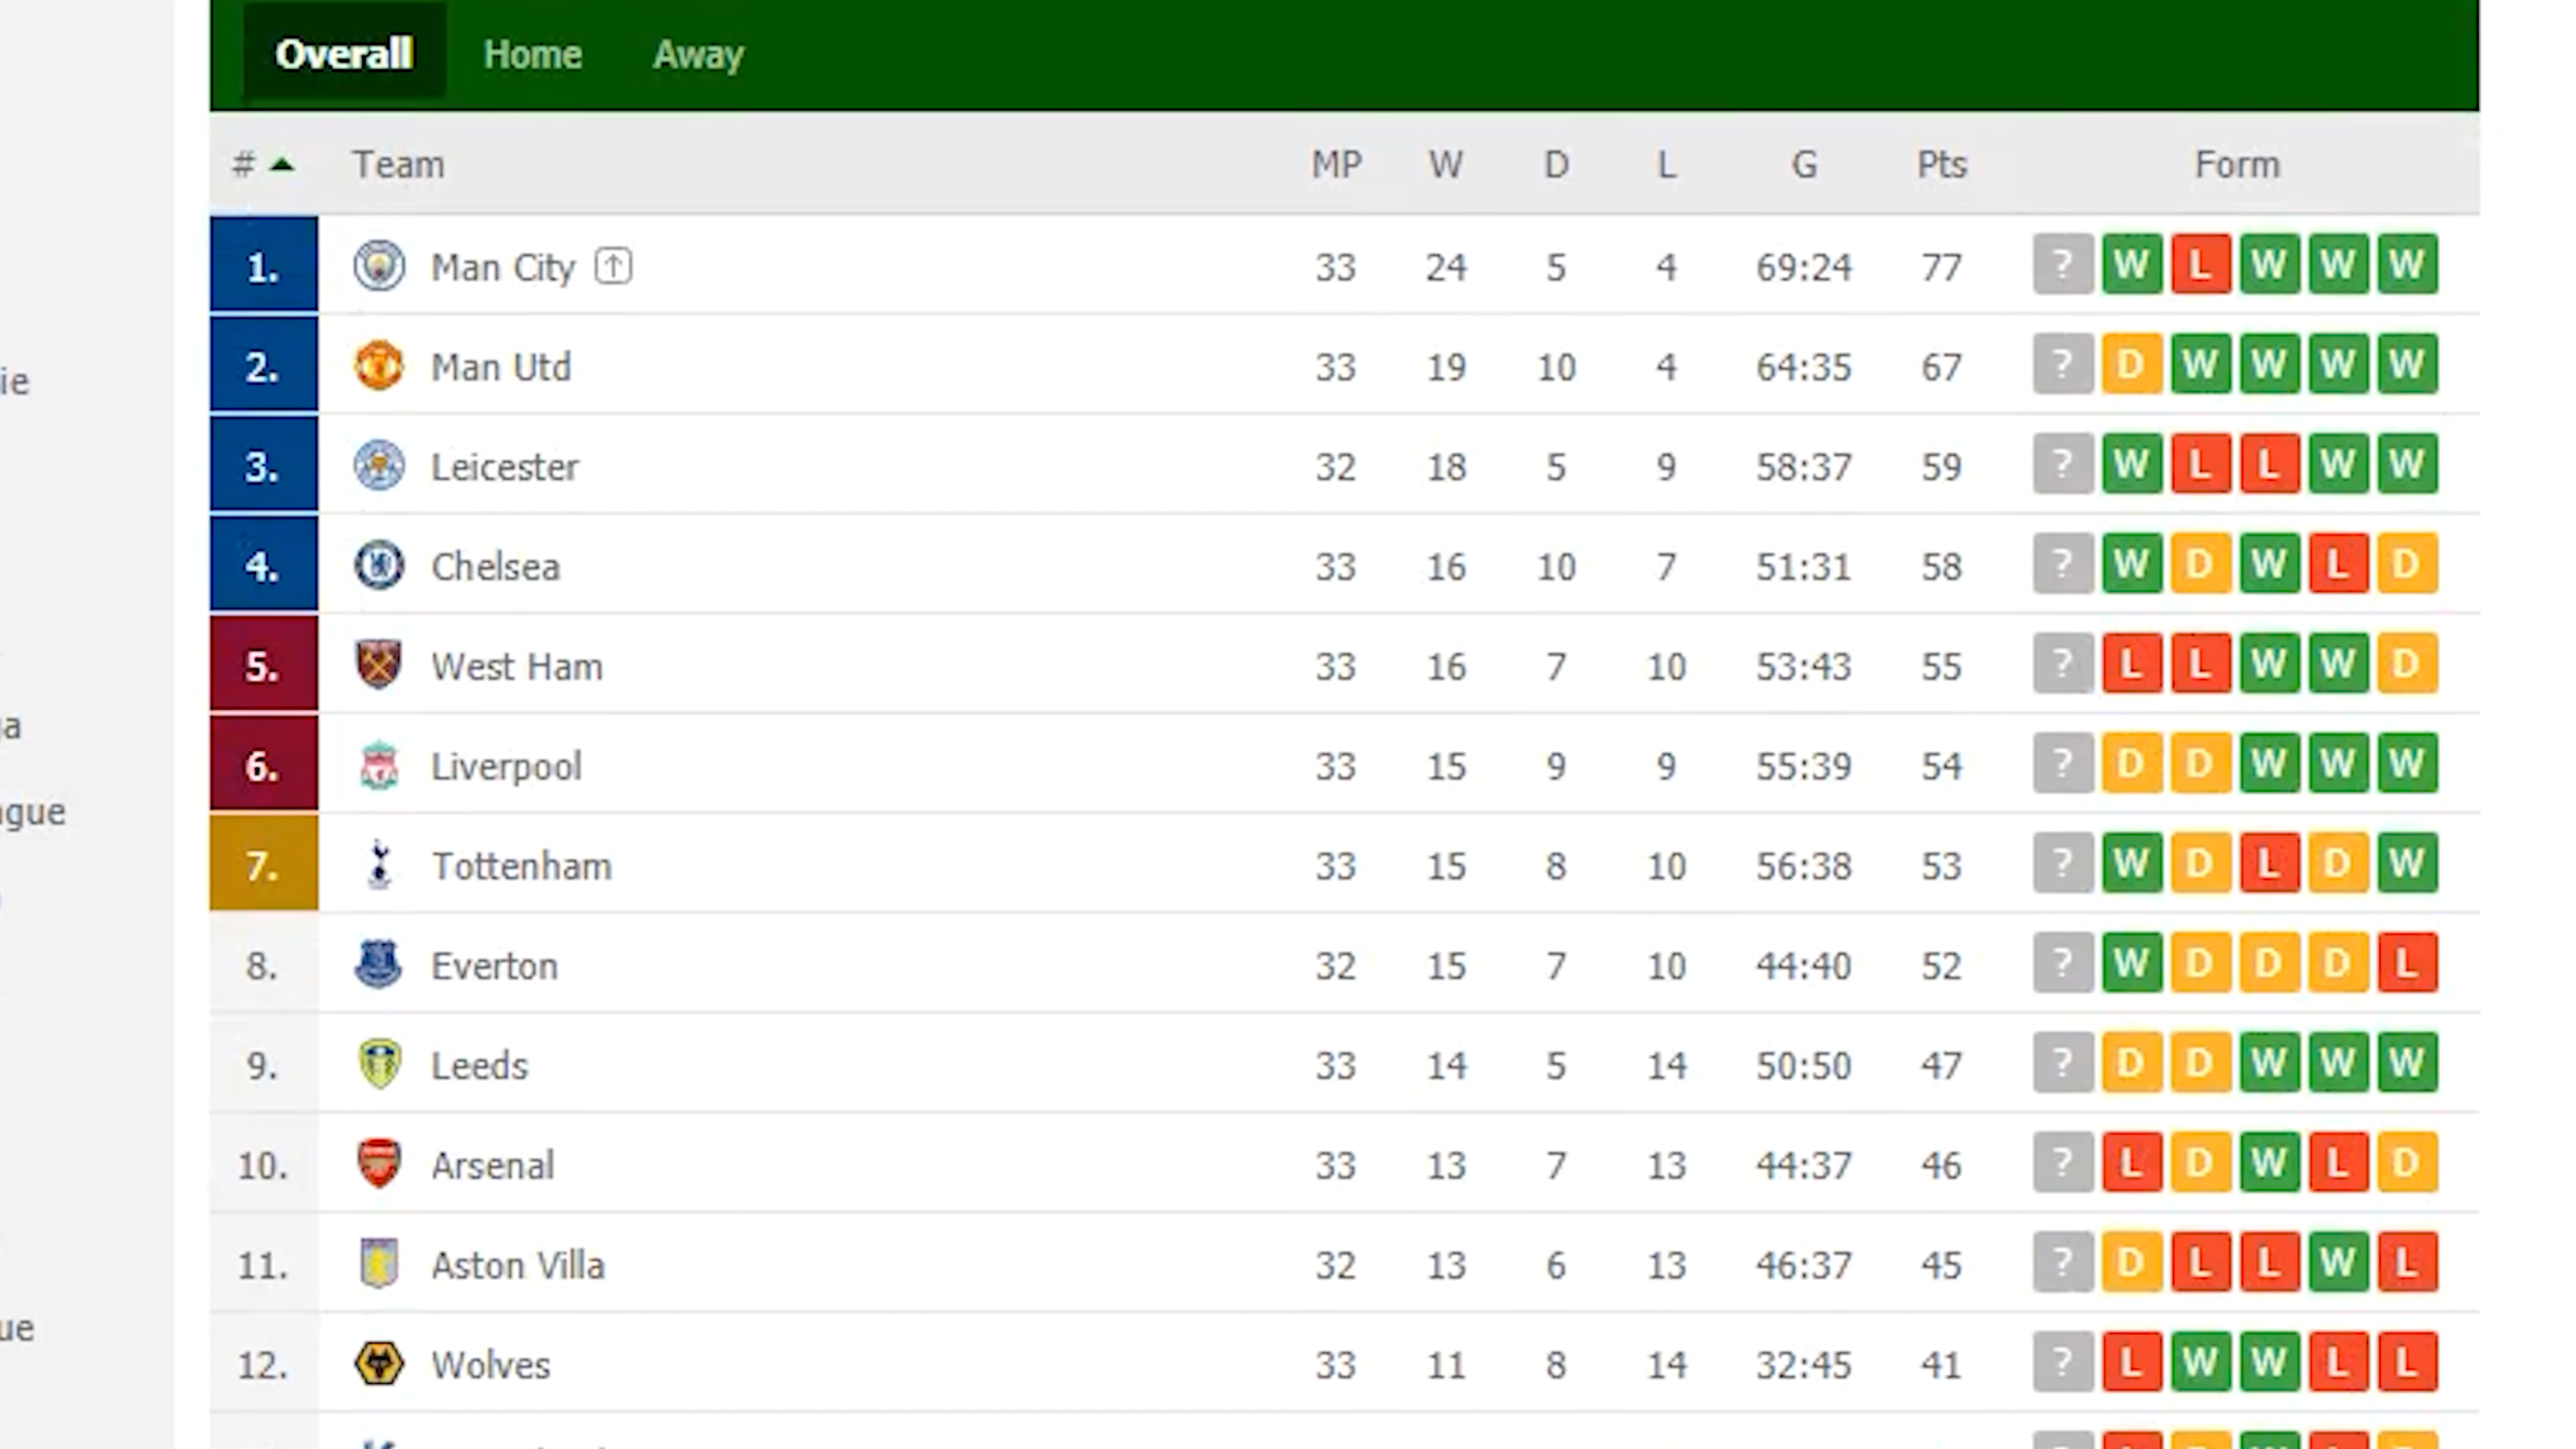 Overall Home Away
# Team MP W D L G Pts Form
ie
1. Man City 33 24 5 4 69:24 77 ? W L W W W
2. Man Utd 33 19 10 4 64:35 67 ? D W W W W
3. Leicester 32 18 5 9 58:37 59 ? W L L W W
4. Chelsea 33 16 10 7 51:31 58 ? W D W L D
5. West Ham 33 16 7 10 53:43 55 ? L L W W D
ga
6. Liverpool 33 15 9 9 55:39 54 ? D D W W W
ague
7. Tottenham 33 15 8 10 56:38 53 ? W D L D W
8. Everton 32 15 7 10 44:40 52 ? W D D D L
9. Leeds 33 14 5 14 50:50 47 ? D D W W W
10. Arsenal 33 13 7 13 44:37 46 ? L D W L D
11. Aston Villa 32 13 6 13 46:37 45 ? D L L W L
ue
12. Wolves 33 11 8 14 32:45 41 ? L W W L L